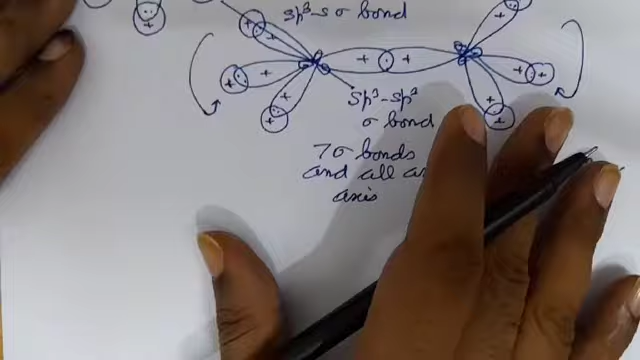 sp³-s σ bond
sp³-sp³
σ bond
7σ bonds
and all
axis